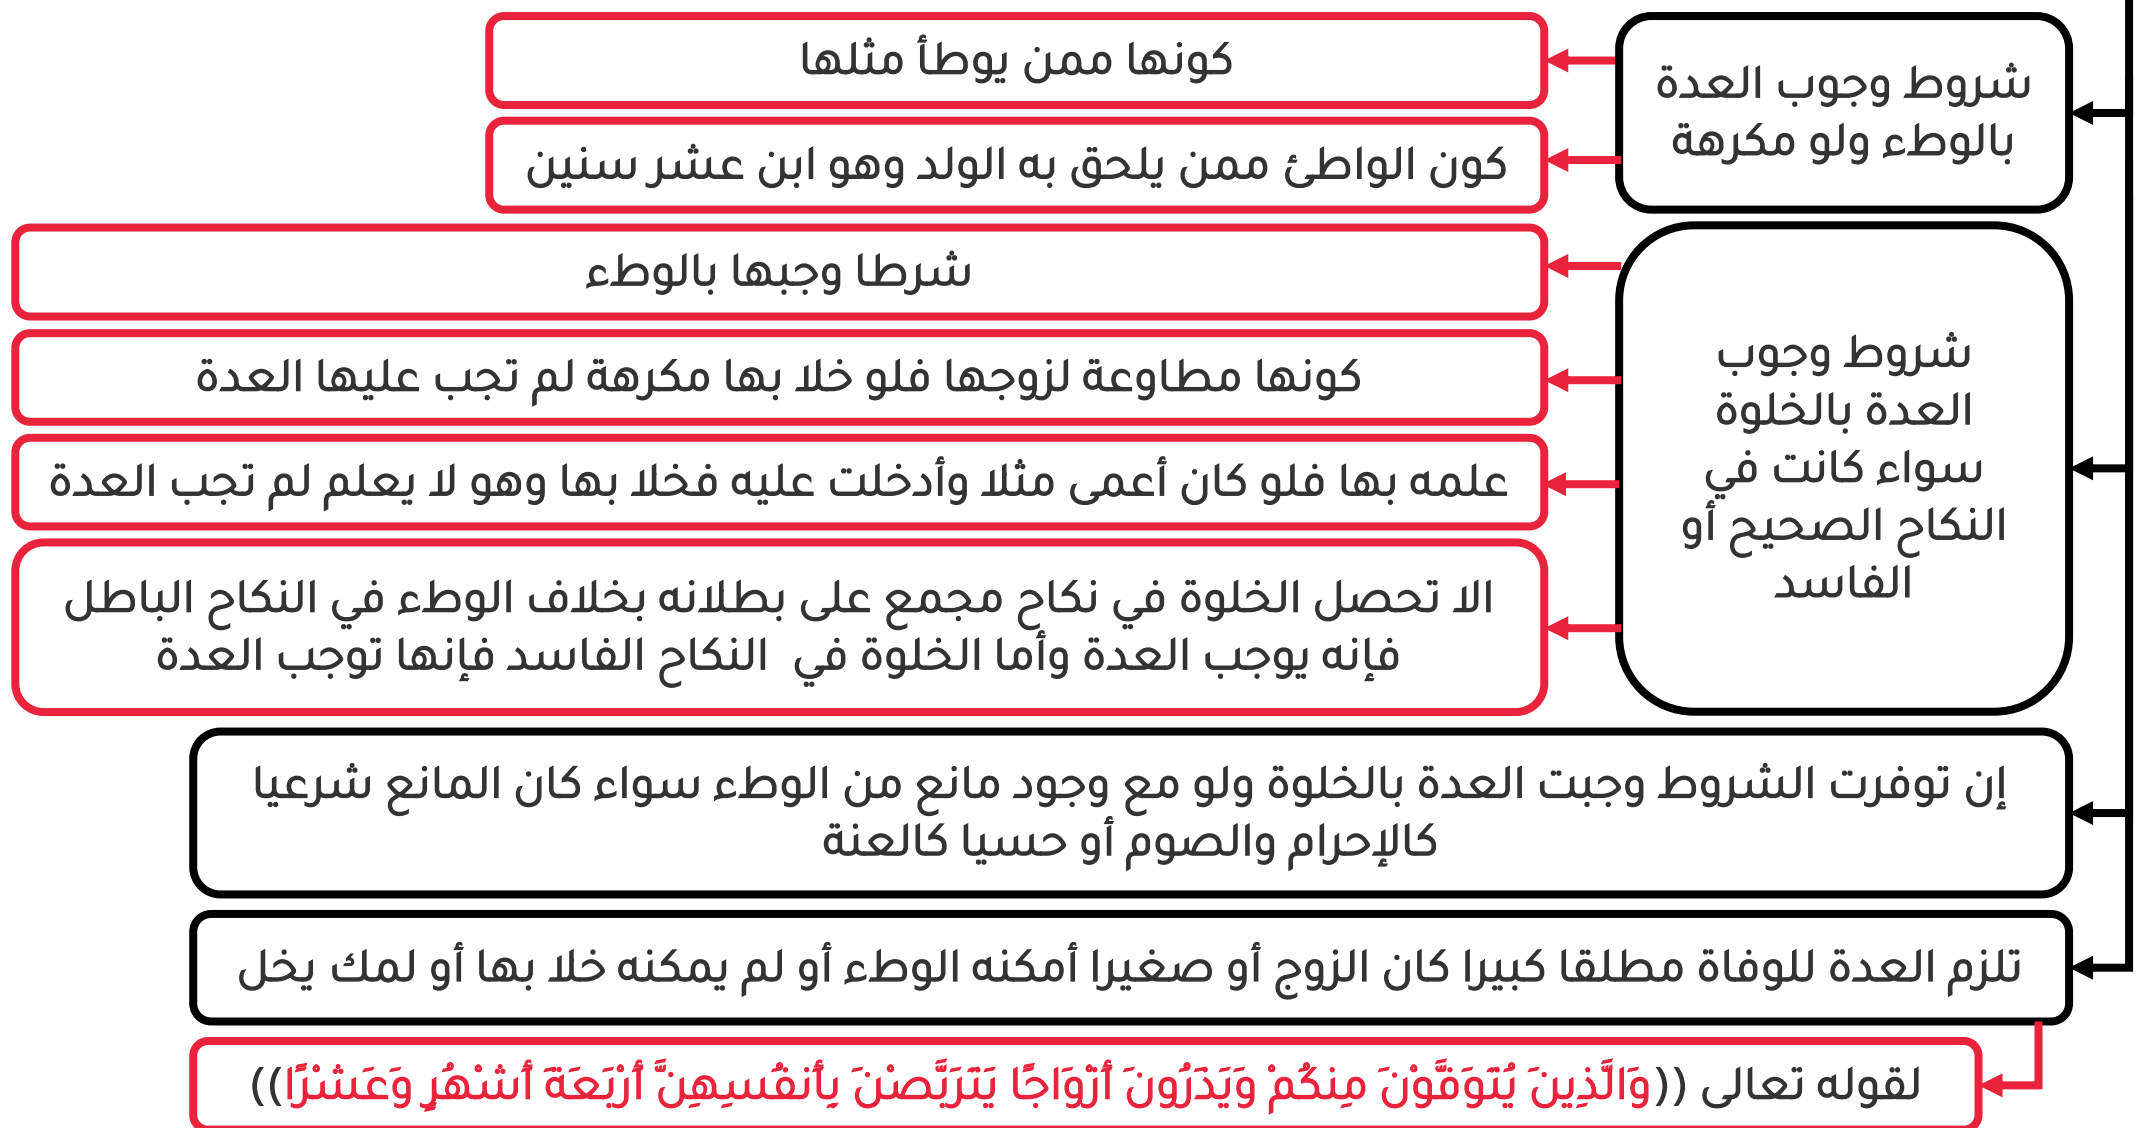 شروط وجوب العدة
بالوطء ولو مكرهة
كونها ممن يوطأ مثلها
كون الواطئ ممن يلحق به الولد وهو ابن عشر سنين
شروط وجوب
العدة بالخلوة
سواء كانت في
النكاح الصحيح أو
الفاسد
شرطا وجبها بالوطء
كونها مطاوعة لزوجها فلو خلا بها مكرهة لم تجب عليها العدة
علمه بها فلو كان أعمى مثلا وأدخلت عليه فخلا بها وهو لا يعلم لم تجب العدة
الا تحصل الخلوة في نكاح مجمع على بطلانه بخلاف الوطء في النكاح الباطل
فإنه يوجب العدة وأما الخلوة في النكاح الفاسد فإنها توجب العدة
إن توفرت الشروط وجبت العدة بالخلوة ولو مع وجود مانع من الوطء سواء كان المانع شرعيا
كالإحرام والصوم أو حسيا كالعنة
تلزم العدة للوفاة مطلقا كبيرا كان الزوج أو صغيرا أمكنه الوطء أو لم يمكنه خلا بها أو لمك يخل
لقوله تعالى ((وَالَّذِينَ يُتَوَفَّوْنَ مِنكُمْ وَيَذَرُونَ أَزْوَاجًا يَتَرَبَّصْنَ بِأَنفُسِهِنَّ أَرْبَعَةَ أَشْهُرٍ وَعَشْرًا))